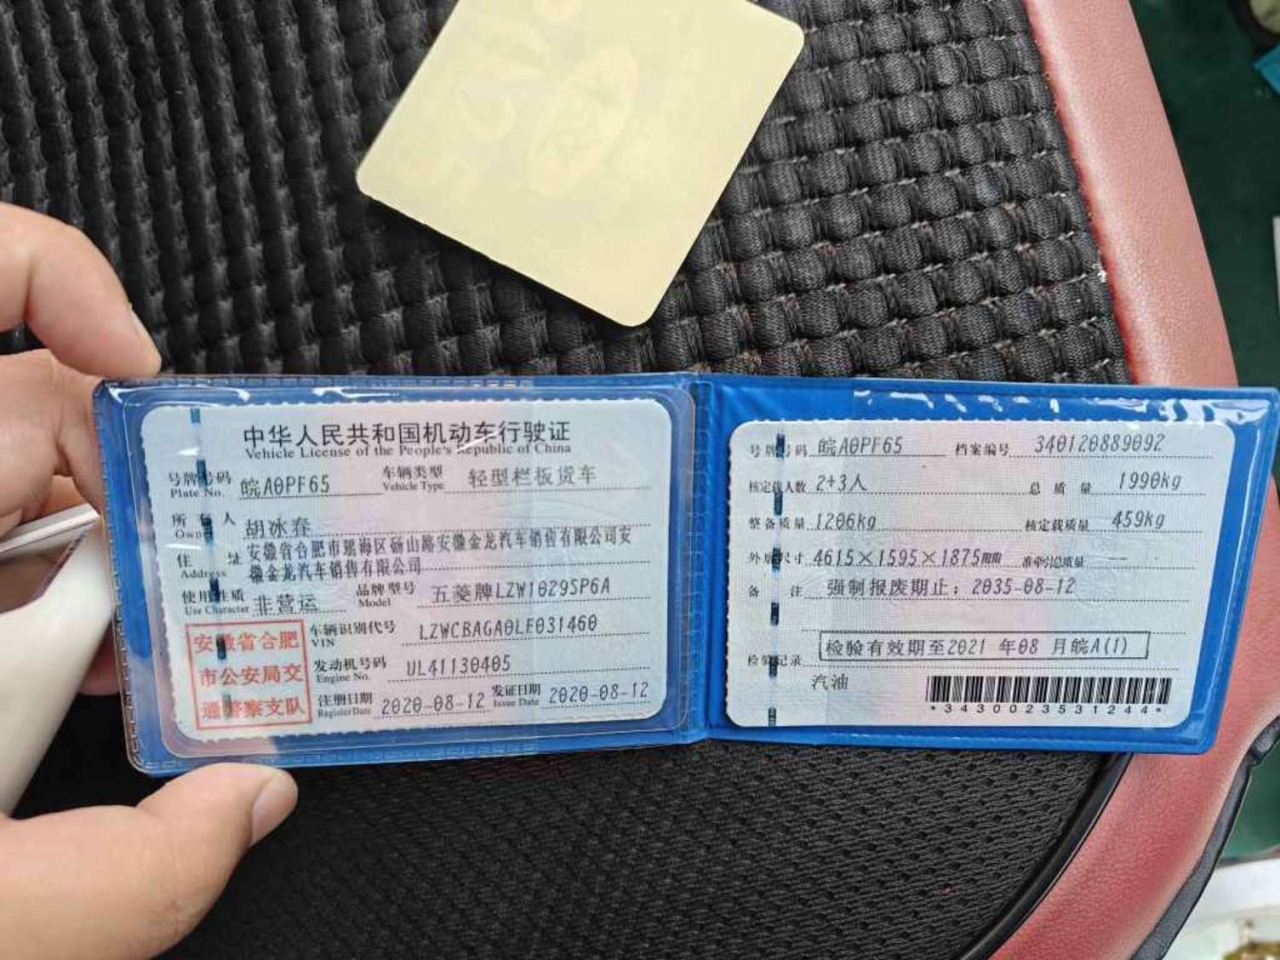 中华人民共和国机动车行驶证
Vehicle License of the People's Republic of China
号牌号码 皖A0PF65 车辆类型 轻型栏板货车
Plate No. Vehicle Type
所有人 胡冰春
Owner
住址 安徽省合肥市瑶海区砀山路安徽金龙汽车销售有限公司安
Address 徽金龙汽车销售有限公司
使用性质 非营运 品牌型号 五菱牌LZW1029SP6A
Use Character Model
安徽省合肥
市公安局交
通警察支队
车辆识别代号 LZWCBAGA0LE031460
VIN
发动机号码 UL41130405
Engine No.
注册日期 2020-08-12 发证日期 2020-08-12
Register Date Issue Date
号牌号码 皖A0PF65 档案编号 340120889092
核定载人数 2+3人 总质量 1990kg
整备质量 1206kg 核定载质量 459kg
外廓尺寸 4615×1595×1875mm 准牵引总质量 —
备注 强制报废期止：2035-08-12
检验有效期至2021 年08 月皖A(1)
检验记录
汽油
*3430023531244*